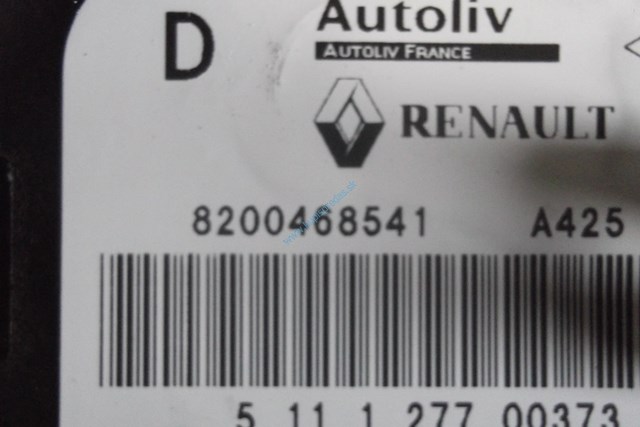 D
Autoliv
AUTOLIV FRANCE
RENAULT
8200468541 A425
5 11 1 277 00373